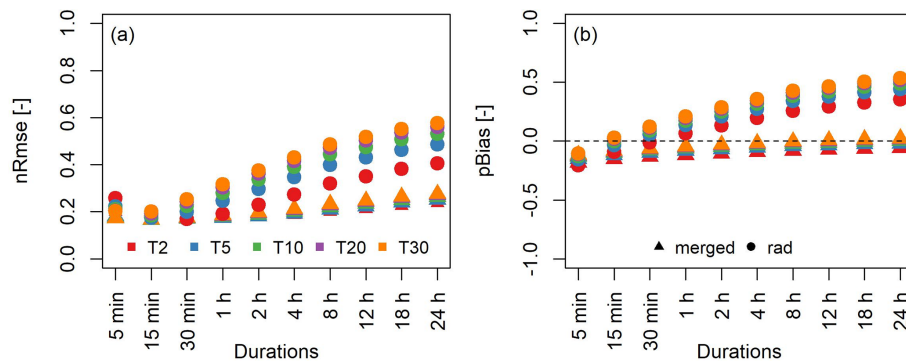 (a)
nRmse [-]
1.0
0.8
0.6
0.4
0.2
0.0
T2 T5 T10 T20 T30
5 min
15 min
30 min
1 h
2 h
4 h
8 h
12 h
18 h
24 h
Durations
(b)
pBias [-]
1.0
0.5
0.0
-0.5
-1.0
merged rad
5 min
15 min
30 min
1 h
2 h
4 h
8 h
12 h
18 h
24 h
Durations